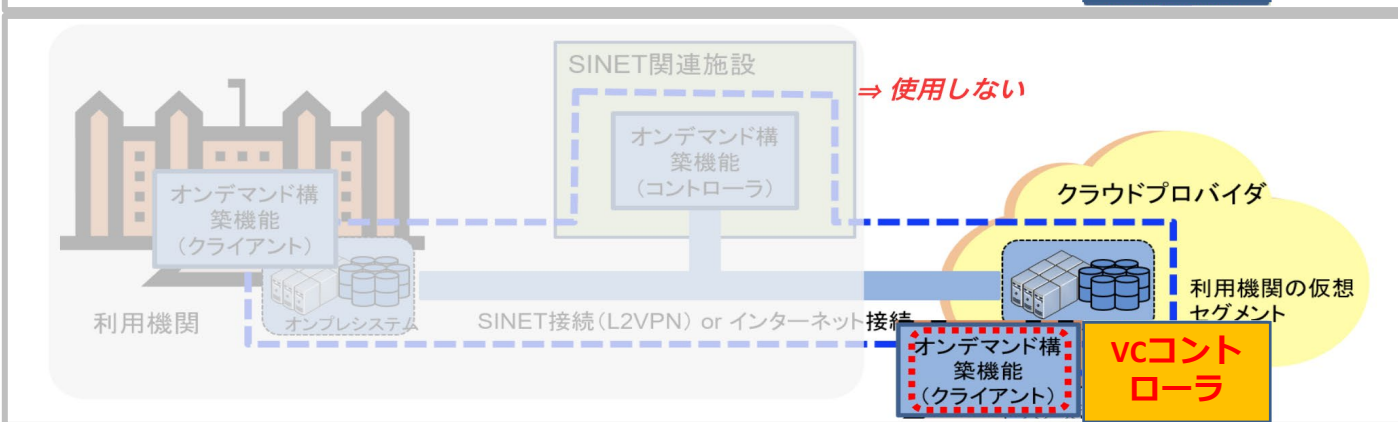 SINET関連施設
⇒ 使用しない
オンデマンド構
築機能
(コントローラ)
オンデマンド構
築機能
(クライアント)
クラウドプロバイダ
利用機関の仮想
セグメント
利用機関
オンプレシステム
SINET接続(L2VPN) or インターネット接続
オンデマンド構
築機能
(クライアント)
VCコント
ローラ